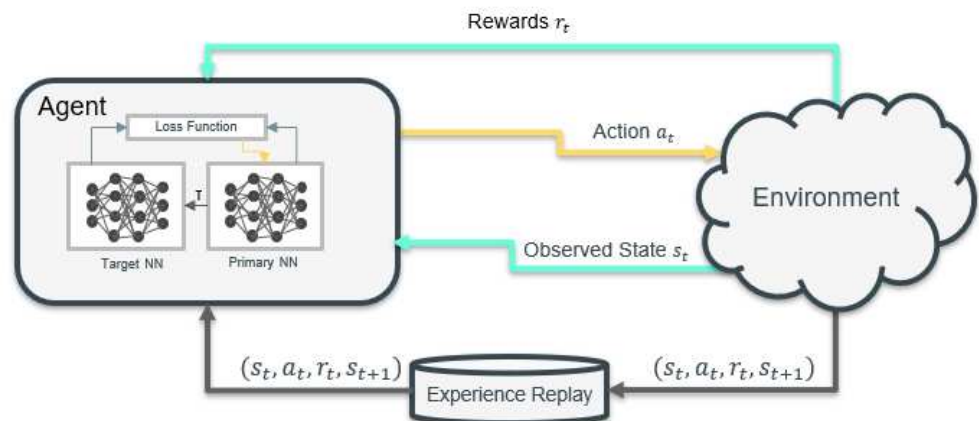 Rewards r_t
Agent
Loss Function
Action a_t
Environment
T
Target NN
Primary NN
Observed State s_t
(s_t, a_t, r_t, s_{t+1})
(s_t, a_t, r_t, s_{t+1})
Experience Replay